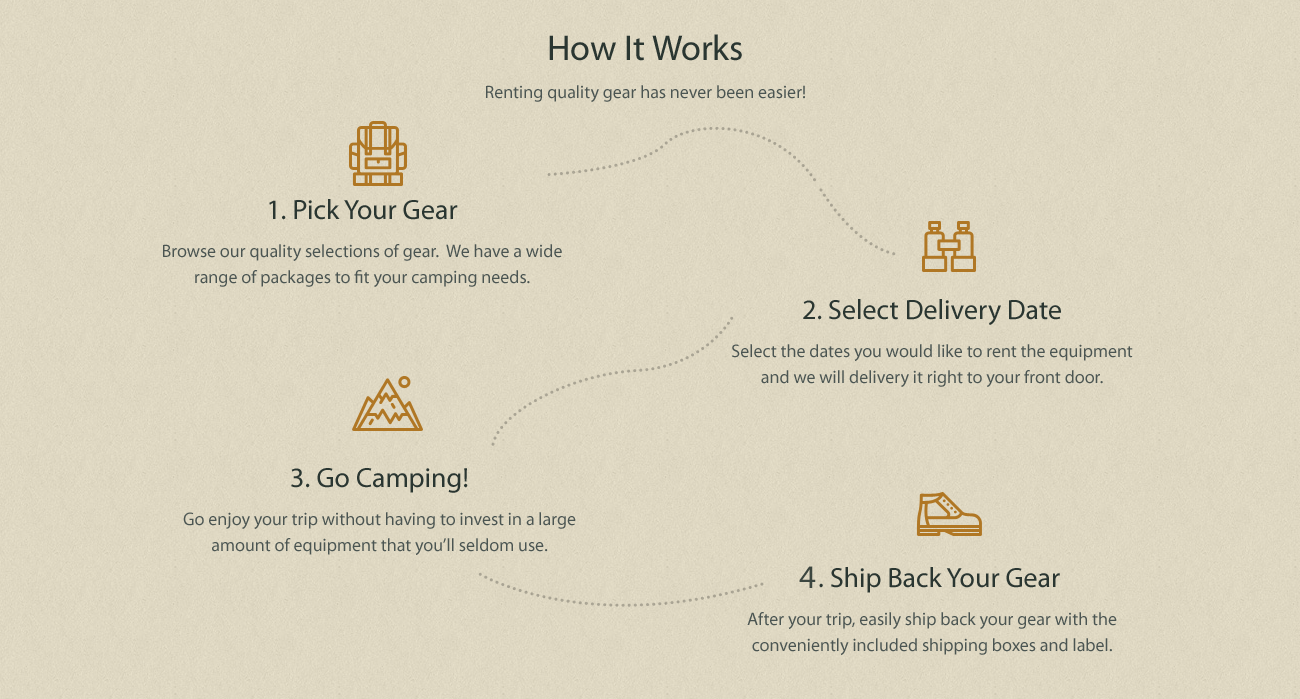 How It Works
Renting quality gear has never been easier!
1. Pick Your Gear
Browse our quality selections of gear.  We have a wide
range of packages to fit your camping needs.
2. Select Delivery Date
Select the dates you would like to rent the equipment
and we will delivery it right to your front door.
3. Go Camping!
Go enjoy your trip without having to invest in a large
amount of equipment that you’ll seldom use.
4. Ship Back Your Gear
After your trip, easily ship back your gear with the
conveniently included shipping boxes and label.